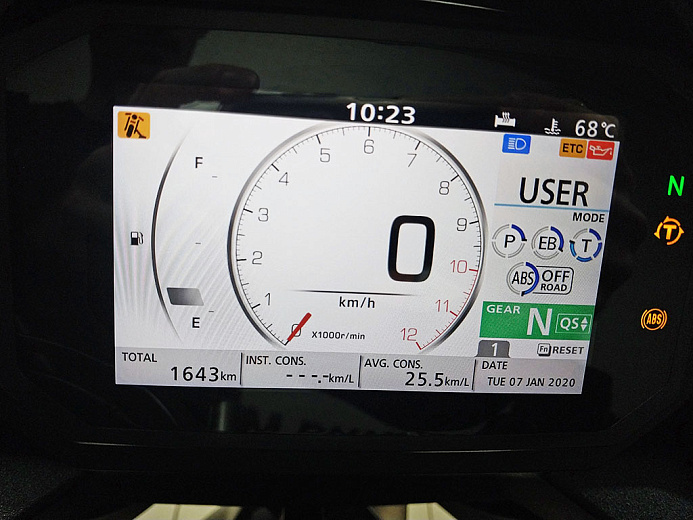 10:23
68°C
ETC
F
E
0
1
2
3
4
5
6
7
8
9
10
11
12
0
km/h
X1000r/min
USER
MODE
P EB T
ABS OFF
ROAD
GEAR
N QS
1 Fn RESET
TOTAL
1643km
INST. CONS.
---.-km/L
AVG. CONS.
25.5km/L
DATE
TUE 07 JAN 2020
N
T
ABS